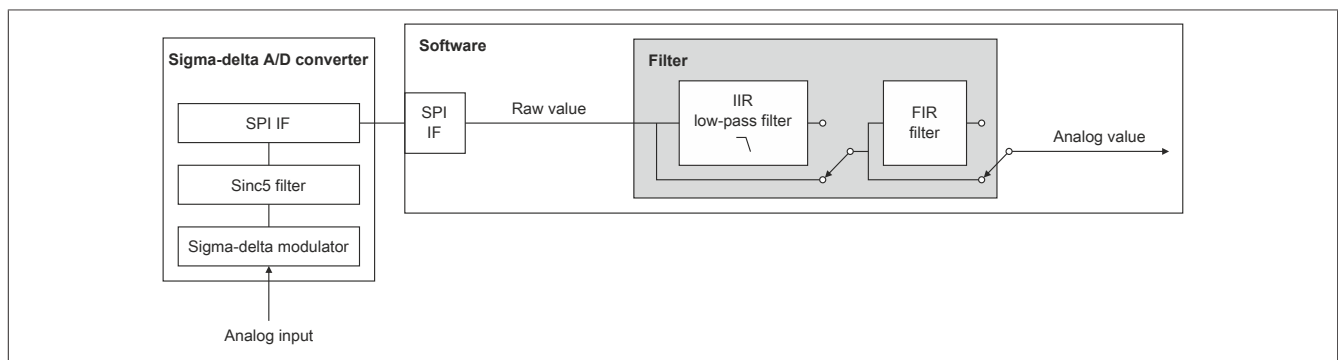 Software
Sigma-delta A/D converter
Filter
SPI IF
Sinc5 filter
Sigma-delta modulator
Analog input
SPI
IF
Raw value
IIR
low-pass filter
FIR
filter
Analog value